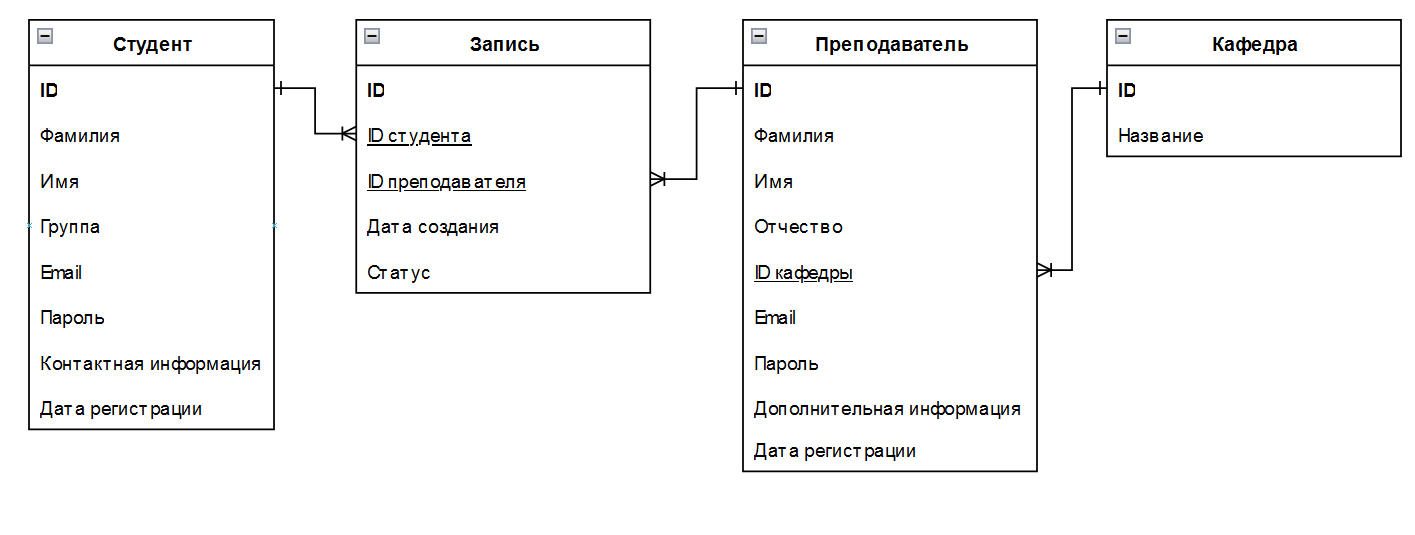 Студент
ID
Фамилия
Имя
Группа
Email
Пароль
Контактная информация
Дата регистрации
Запись
ID
ID студента
ID преподавателя
Дата создания
Статус
Преподаватель
ID
Фамилия
Имя
Отчество
ID кафедры
Email
Пароль
Дополнительная информация
Дата регистрации
Кафедра
ID
Название